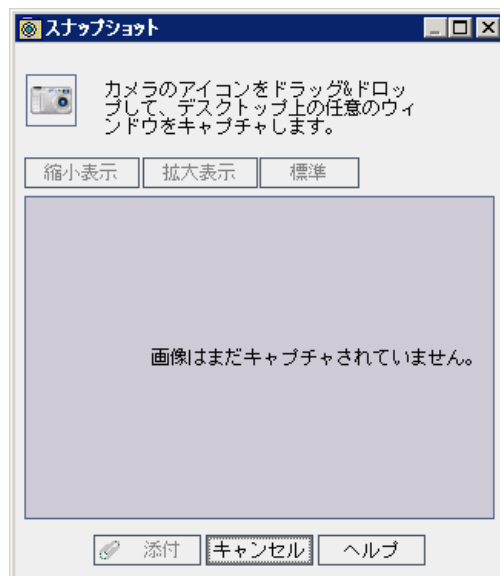 スナップショット
カメラのアイコンをドラッグ&ドロッ
プして、デスクトップ上の任意のウィ
ンドウをキャプチャします。
縮小表示 拡大表示 標準
画像はまだキャプチャされていません。
添付 キャンセル ヘルプ